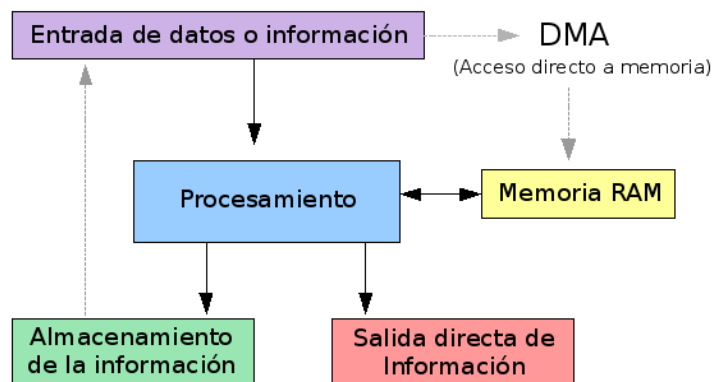 Entrada de datos o información
DMA
(Acceso directo a memoria)
Procesamiento
Memoria RAM
Almacenamiento
de la información
Salida directa de
Información